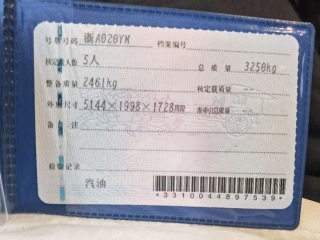 号牌号码 浙A020YM 档案编号
核定载人数 5人 总质量 3250kg
整备质量 2461kg 核定载质量 --
外廓尺寸 5144×1998×1728mm 准牵引总质量 --
备注
检验记录
汽油
*3310044897539*